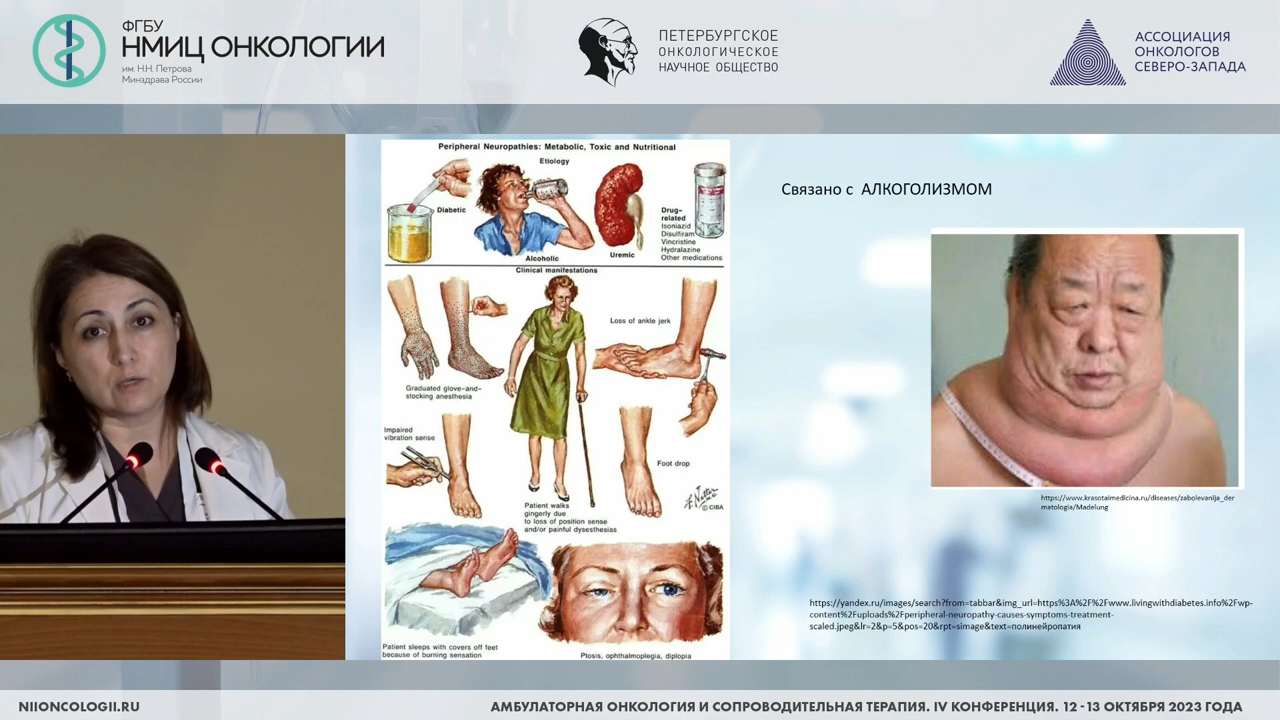 ФГБУ
НМИЦ ОНКОЛОГИИ
им. Н.Н. Петрова
Минздрава России
ПЕТЕРБУРГСКОЕ
ОНКОЛОГИЧЕСКОЕ
НАУЧНОЕ ОБЩЕСТВО
АССОЦИАЦИЯ
ОНКОЛОГОВ
СЕВЕРО-ЗАПАДА
Peripheral Neuropathies: Metabolic, Toxic and Nutritional
Etiology
Diabetic
Alcoholic
Uremic
Drug-
related
Isoniazid
Disulfiram
Vincristine
Hydralazine
Other medications
Clinical manifestations
Graduated glove-and-
stocking anesthesia
Loss of ankle jerk
Impaired
vibration sense
Foot drop
Patient walks
gingerly due
to loss of position sense
and/or painful dysesthesias
© CIBA
Patient sleeps with covers off feet
because of burning sensation
Ptosis, ophthalmoplegia, diplopia
Связано с АЛКОГОЛИЗМОМ
https://www.krasotaimedicina.ru/diseases/zabolevanija_der
matologia/Madelung
https://yandex.ru/images/search?from=tabbar&img_url=https%3A%2F%2Fwww.livingwithdiabetes.info%2Fwp-
content%2Fuploads%2Fperipheral-neuropathy-causes-symptoms-treatment-
scaled.jpeg&lr=2&p=5&pos=20&rpt=simage&text=полинейропатия
NIIONCOLOGII.RU
АМБУЛАТОРНАЯ ОНКОЛОГИЯ И СОПРОВОДИТЕЛЬНАЯ ТЕРАПИЯ. IV КОНФЕРЕНЦИЯ. 12-13 ОКТЯБРЯ 2023 ГОДА